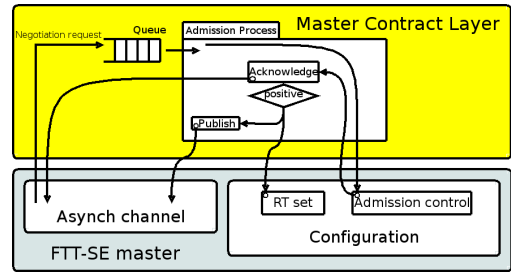 Master Contract Layer
Queue
Admission Process
Negotiation request
Acknowledge
positive
Publish
RT set
Admission control
Asynch channel
Configuration
FTT-SE master